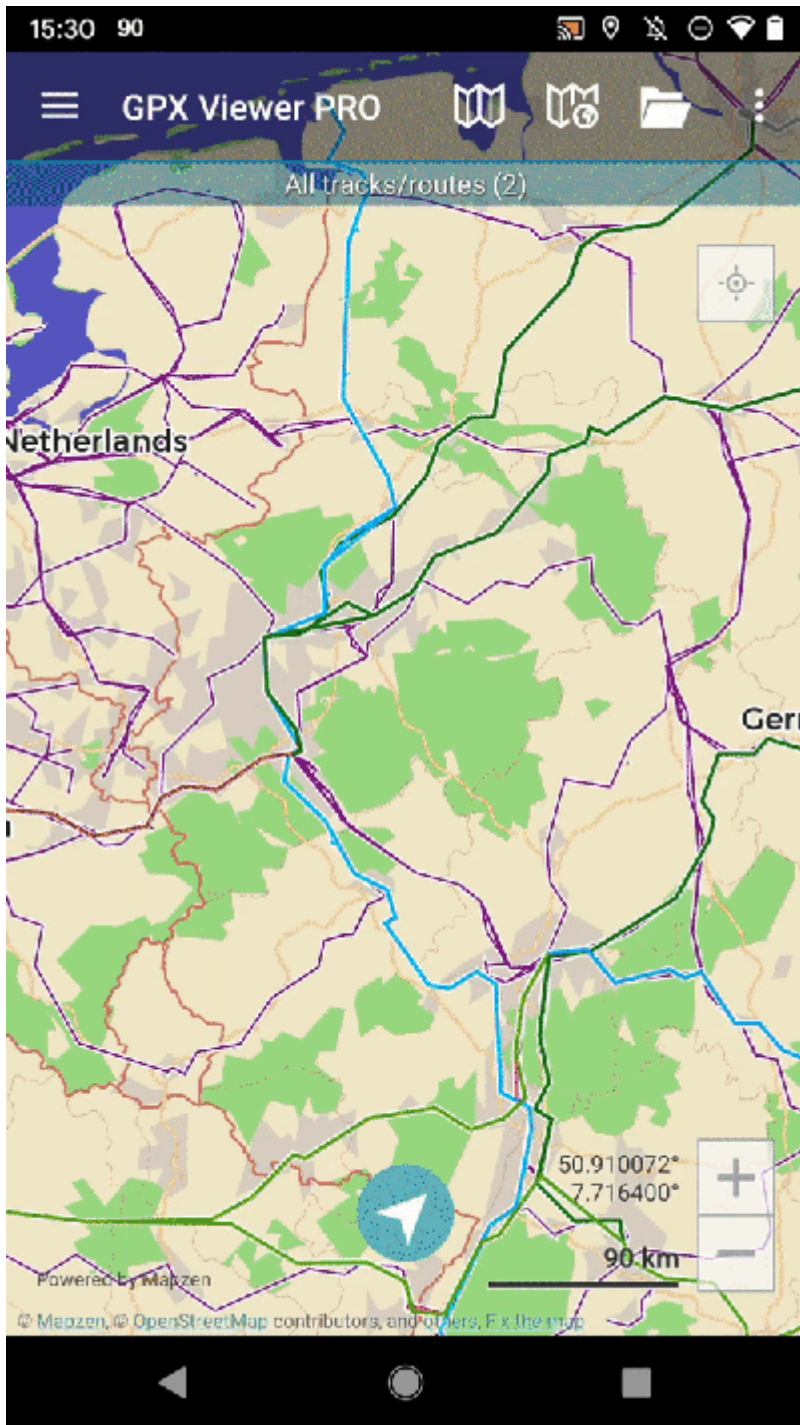 15:30 90
GPX Viewer PRO
All tracks/routes (2)
Netherlands
Gerr
50.910072°
7.716400°
90 km
Powered by Mapzen
© Mapzen, © OpenStreetMap contributors, and others, Fix the map